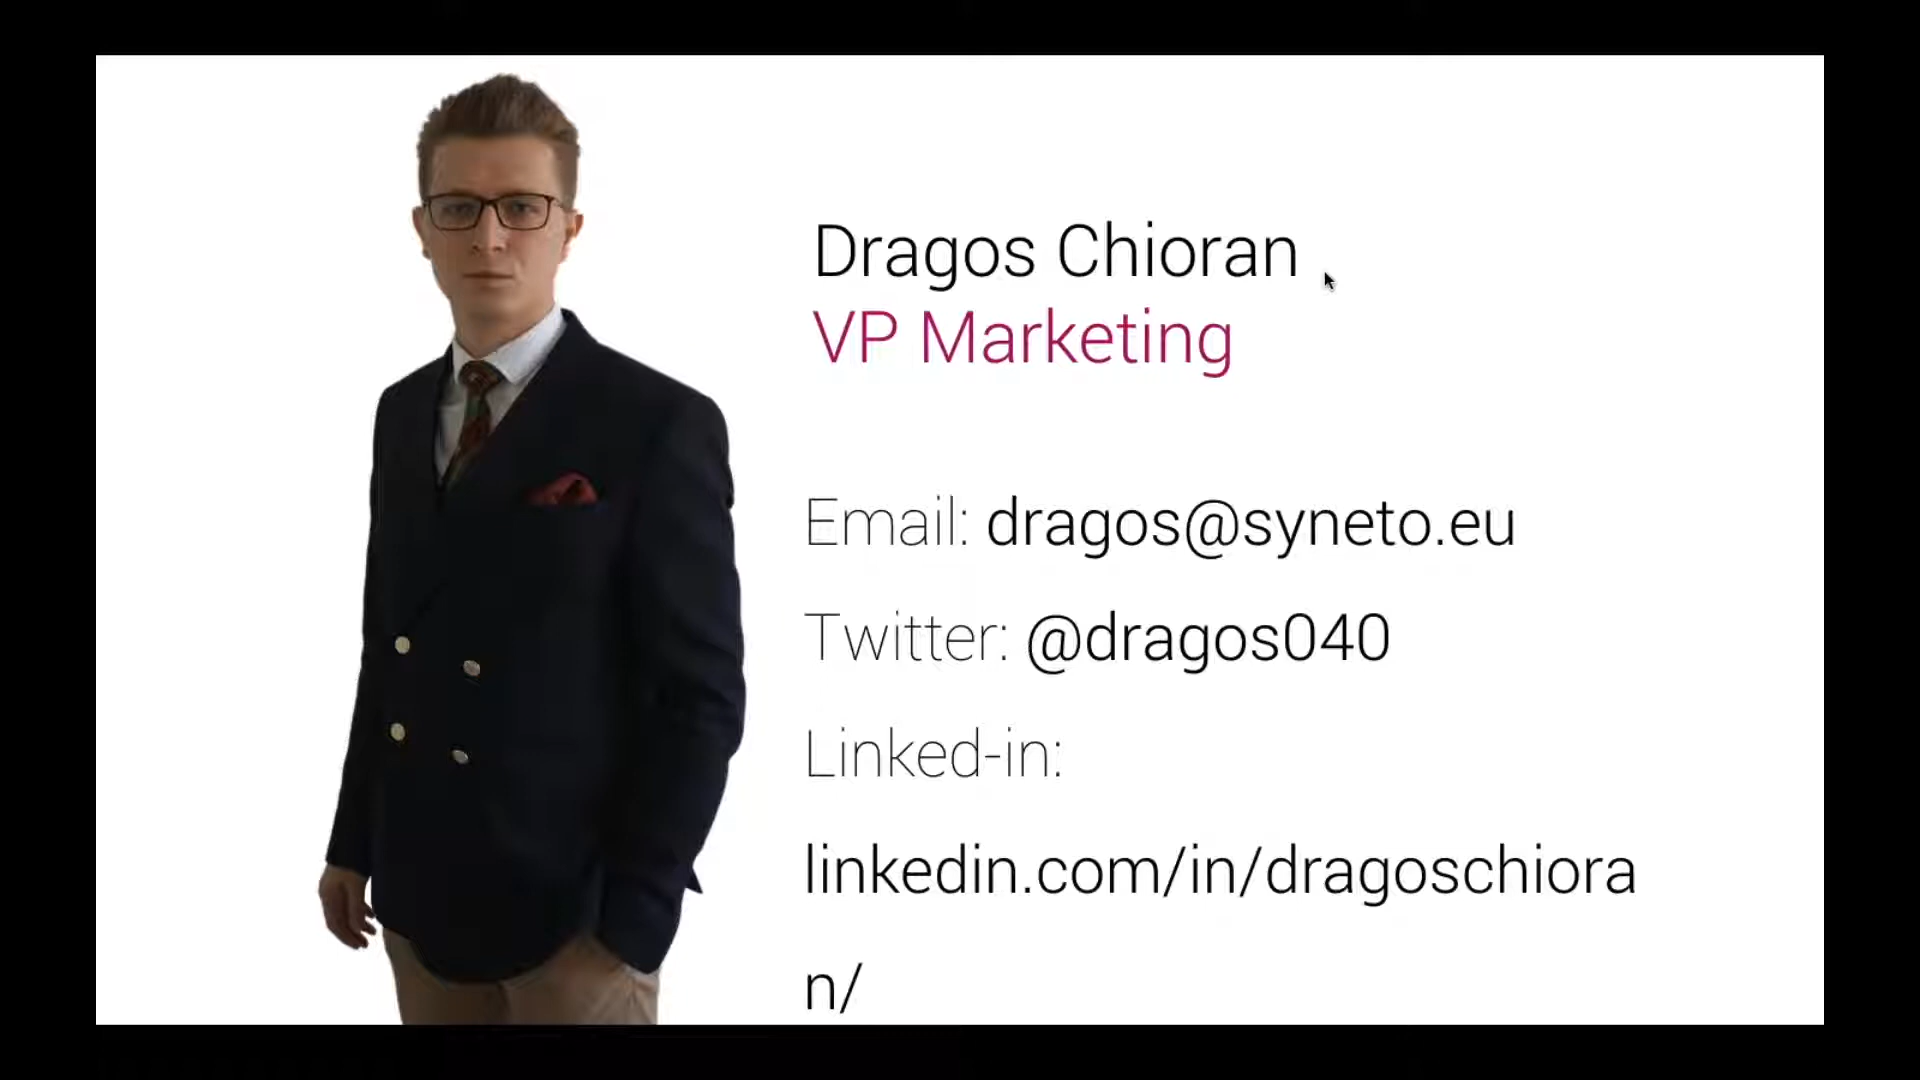 Dragos Chioran
VP Marketing
Email: dragos@syneto.eu
Twitter: @dragos040
Linked-in:
linkedin.com/in/dragoschiora
n/